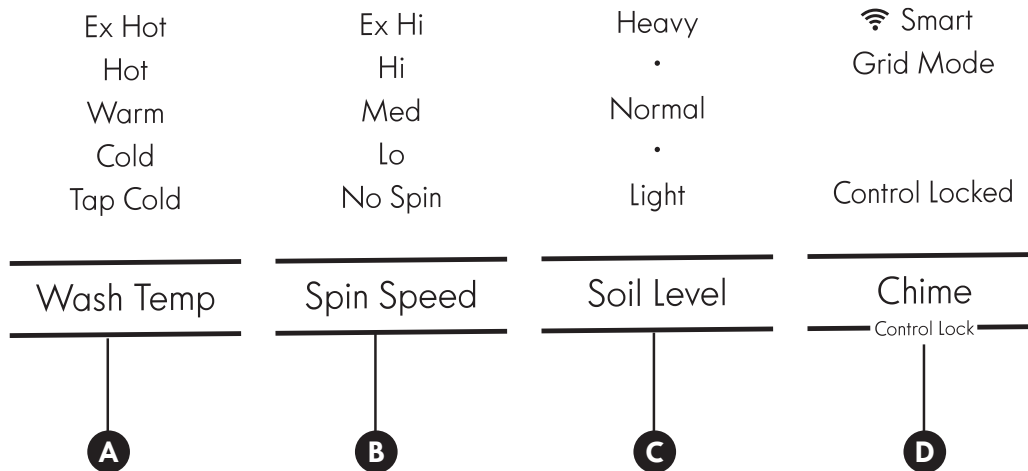 Ex Hot
Hot
Warm
Cold
Tap Cold
Wash Temp
A
Ex Hi
Hi
Med
Lo
No Spin
Spin Speed
B
Heavy
•
Normal
•
Light
Soil Level
C
Smart
Grid Mode
Control Locked
Chime
Control Lock
D